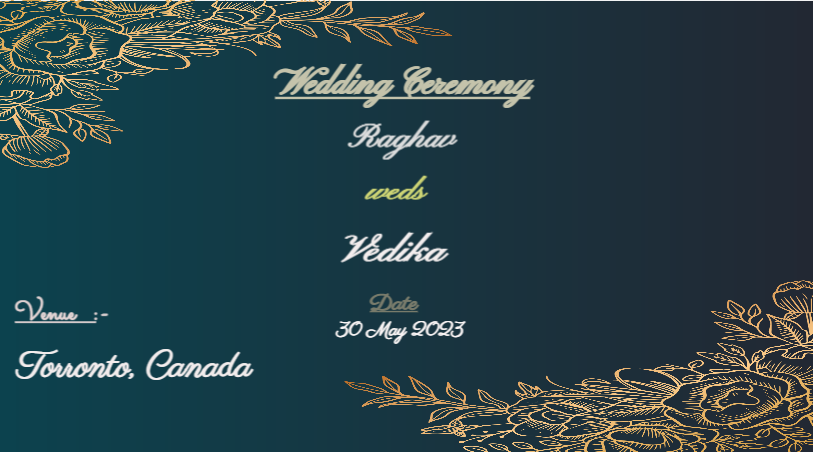 Wedding Ceremony
Raghav
weds
Vedika
Date
30 May 2023
Venue :-
Torronto, Canada